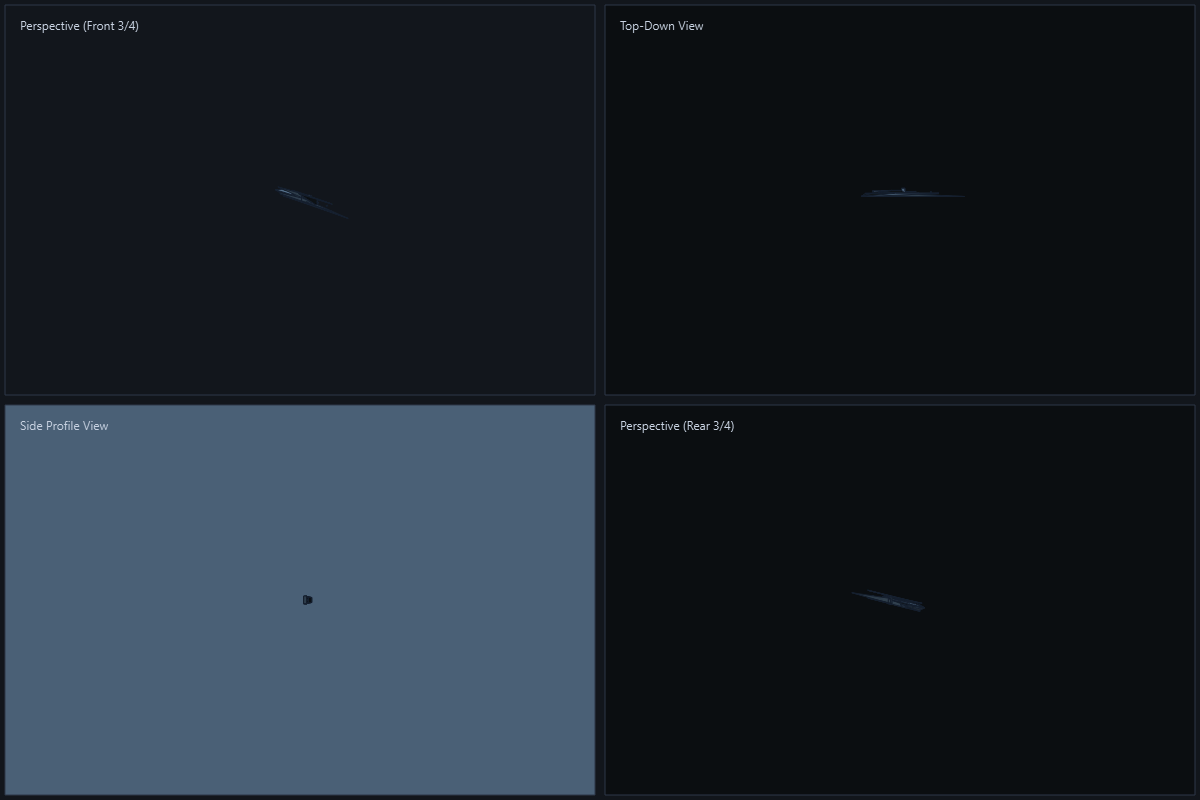 Perspective (Front 3/4)
Top-Down View
Side Profile View
Perspective (Rear 3/4)